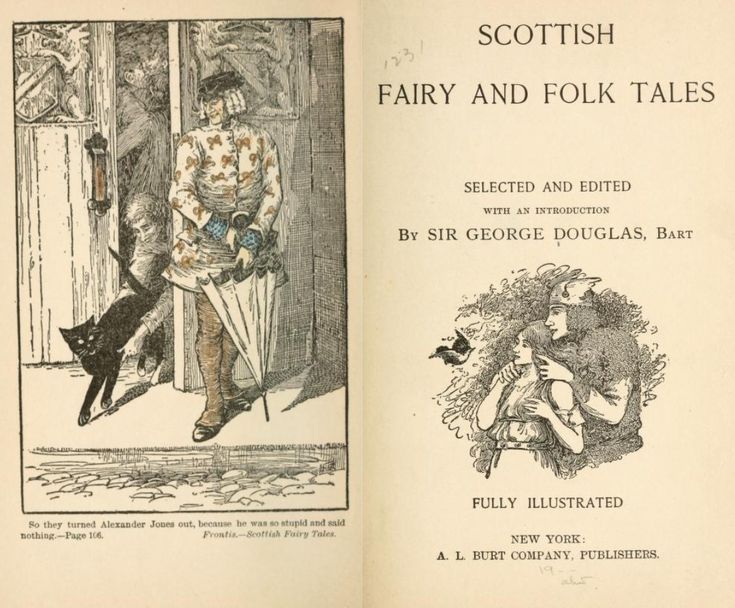 So they turned Alexander Jones out, because he was so stupid and said
nothing.—Page 106. Frontis.—Scottish Fairy Tales.
1231
SCOTTISH
FAIRY AND FOLK TALES
SELECTED AND EDITED
WITH AN INTRODUCTION
By SIR GEORGE DOUGLAS, Bart
FULLY ILLUSTRATED
NEW YORK:
A. L. BURT COMPANY, PUBLISHERS.
19--